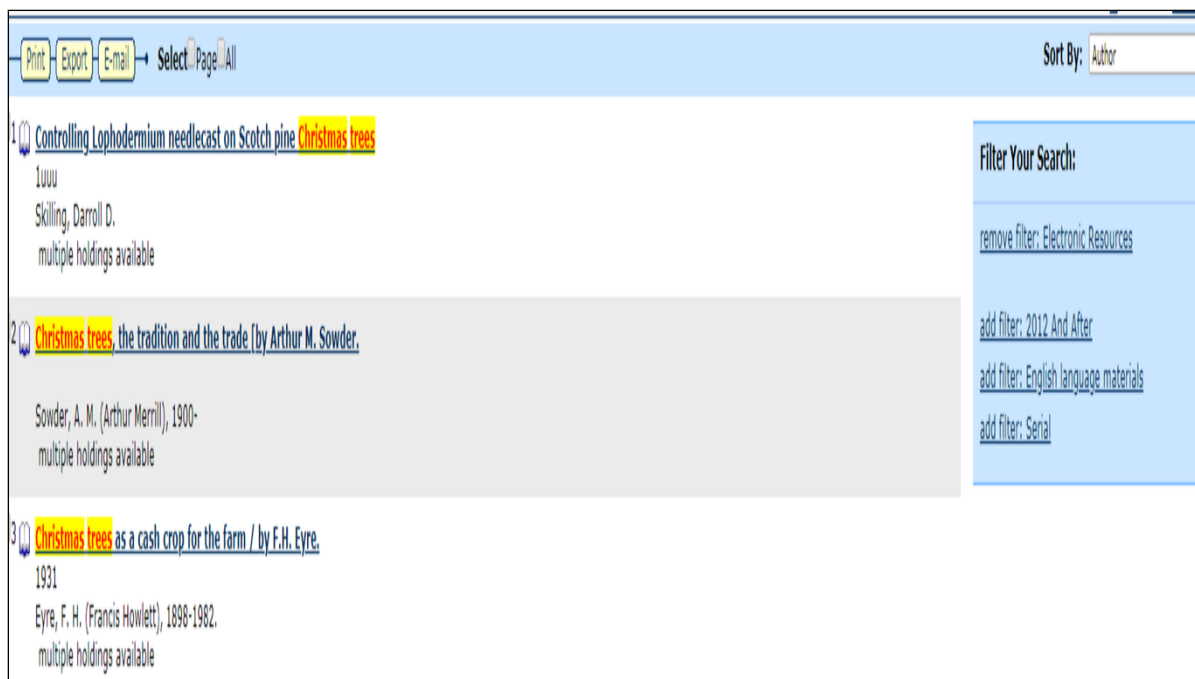 Print Export E-mail Select Page All Sort By: Author
1 Controlling Lophodermium needlecast on Scotch pine Christmas trees
1uuu
Skilling, Darroll D.
multiple holdings available
2 Christmas trees, the tradition and the trade [by Arthur M. Sowder.
Sowder, A. M. (Arthur Merrill), 1900-
multiple holdings available
3 Christmas trees as a cash crop for the farm / by F.H. Eyre.
1931
Eyre, F. H. (Francis Howlett), 1898-1982.
multiple holdings available
Filter Your Search:
remove filter: Electronic Resources
add filter: 2012 And After
add filter: English language materials
add filter: Serial